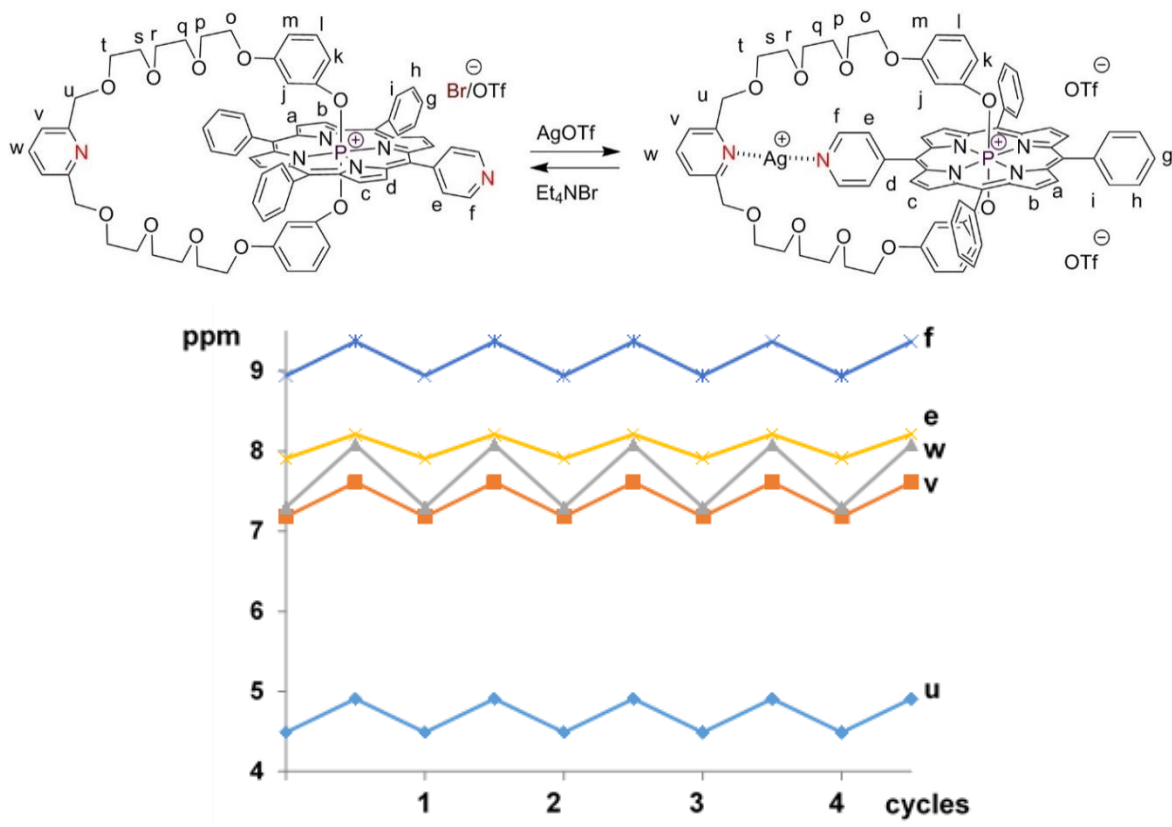 o
q p m l
s r
t k
h
u j i
O O O O O ⊖
v a b g Br/OTf
w N N P ⊕ N N
N N
c d e f
O O O O O
AgOTf
Et₄NBr
o
q p m l
s r
t k
⊖
OTf
u j
O O O O O
v f e
⊕
w N Ag N N P ⊕ N g
N N
d c b a i h
O O O O O
⊖
OTf
ppm
f
9
e
8
w
v
7
6
5
u
4
1 2 3 4 cycles